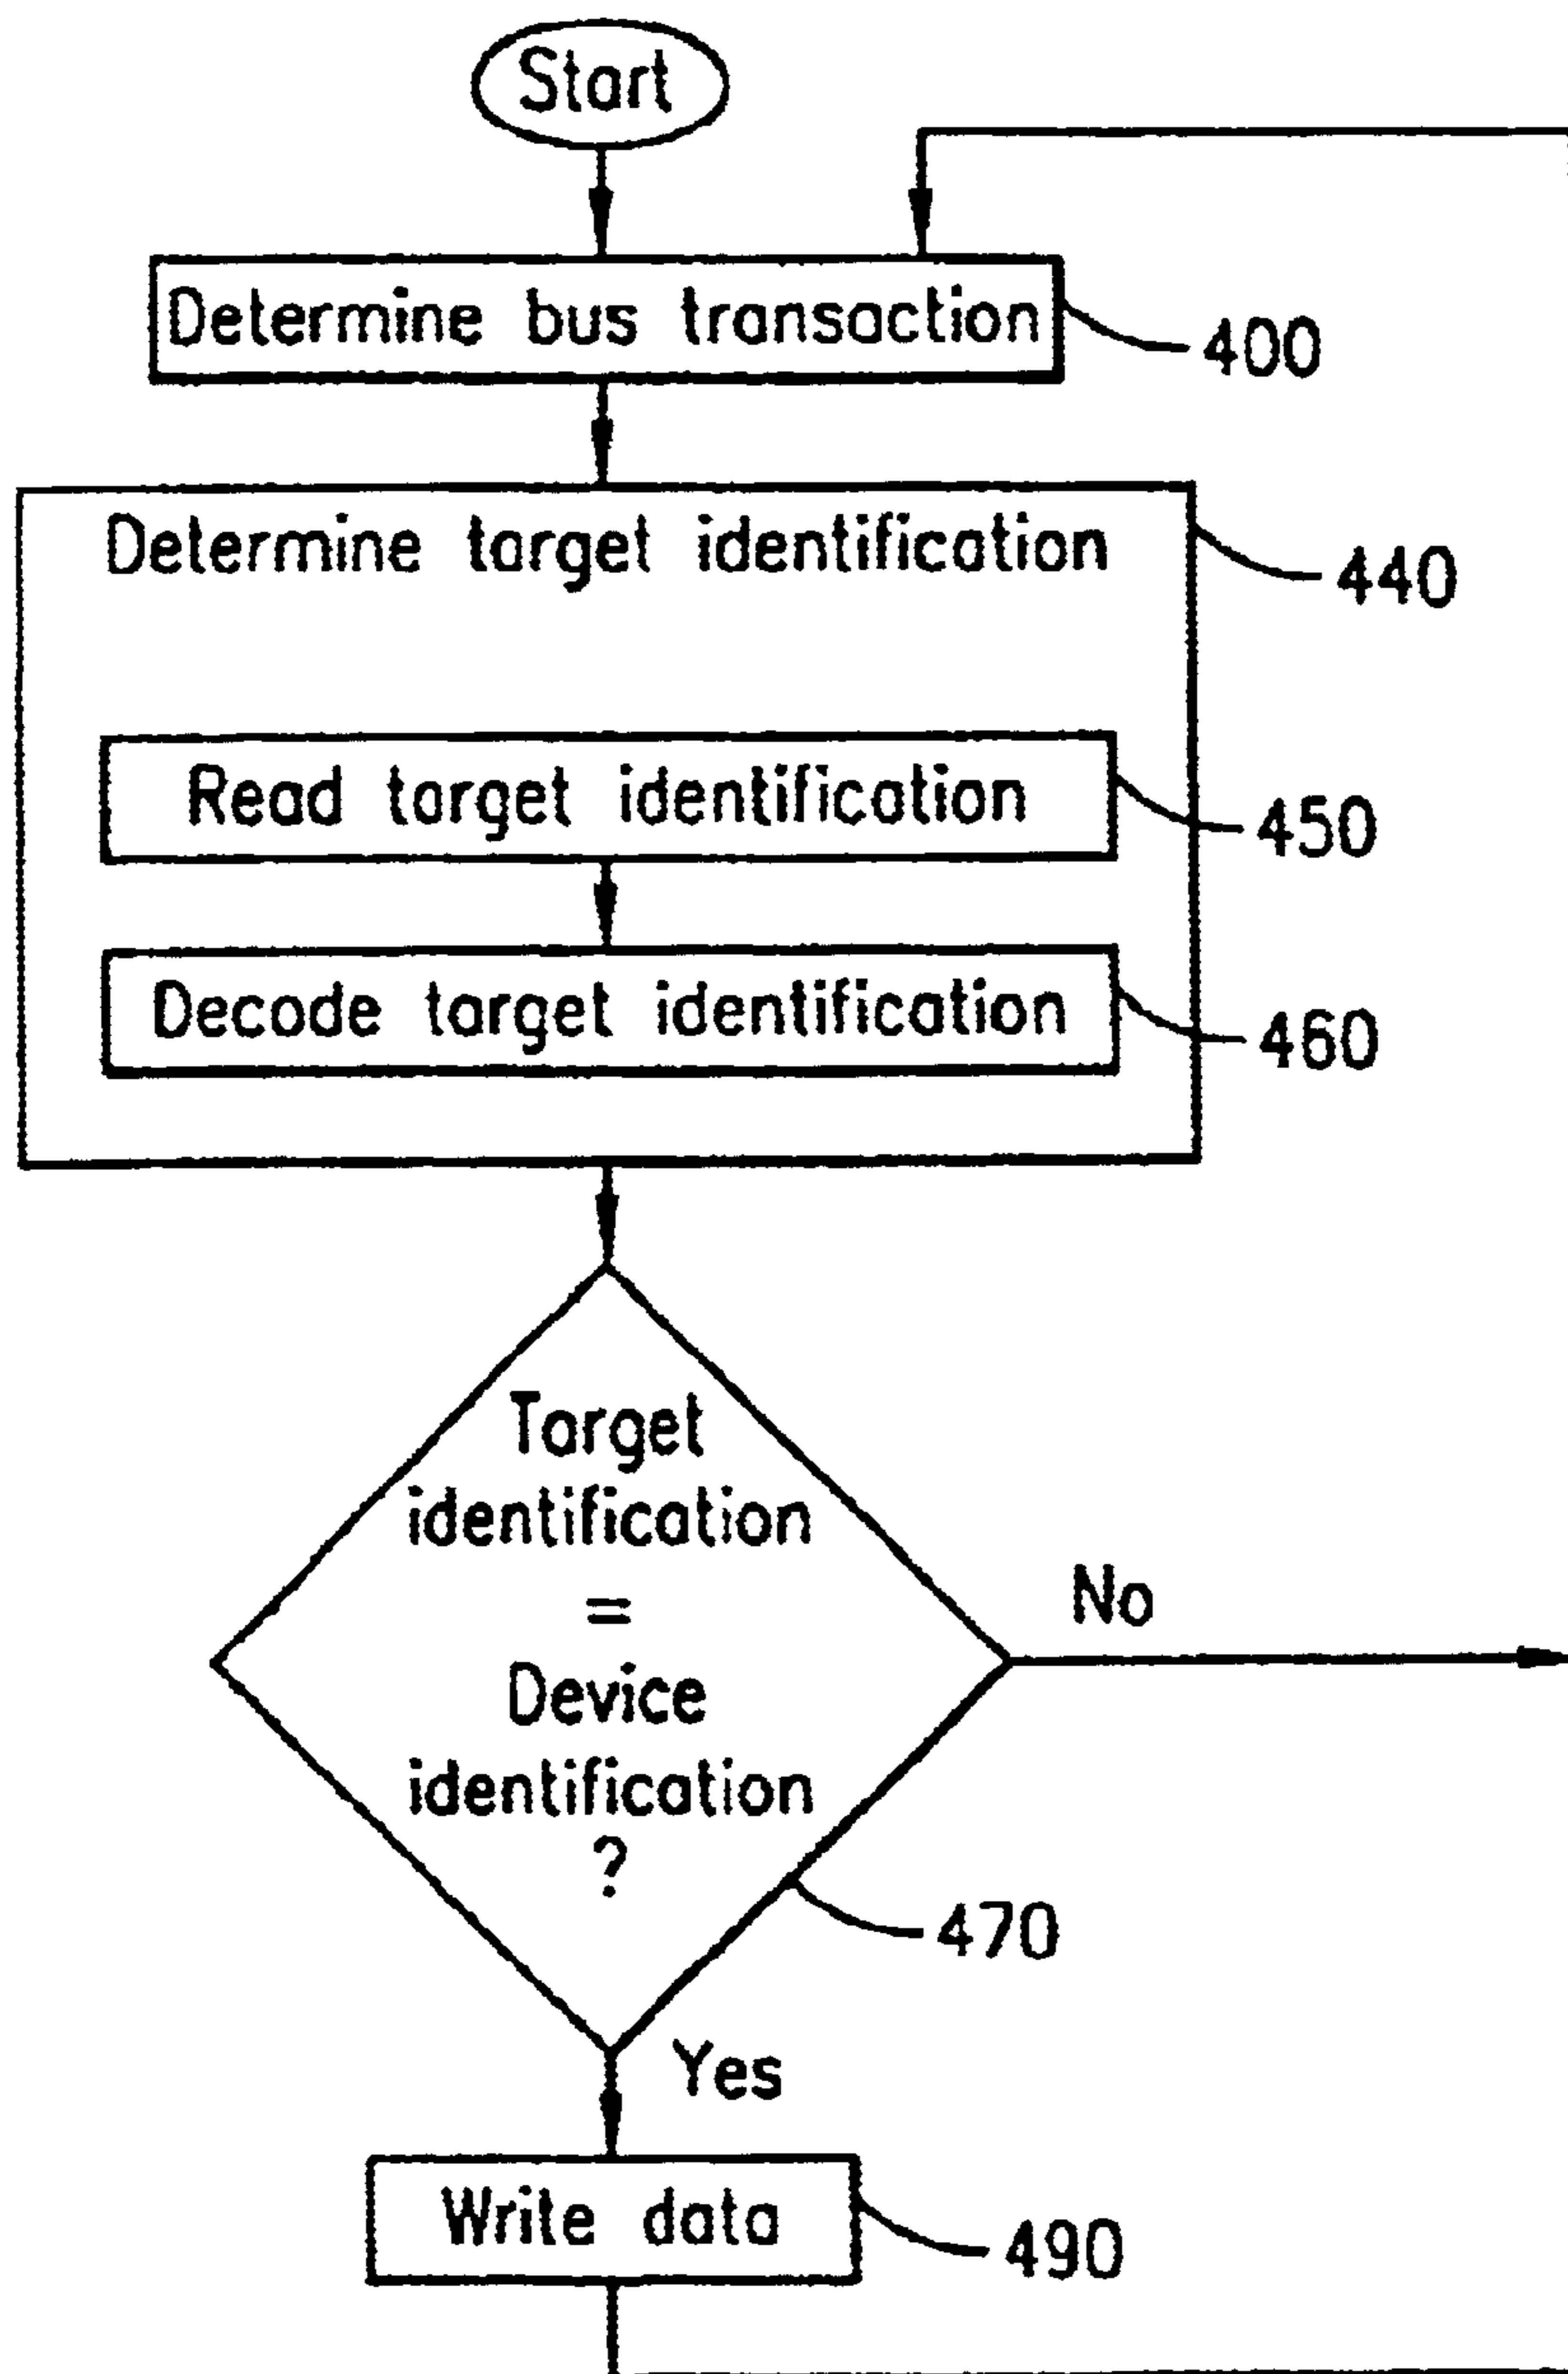 Start
Determine bus transaction
400
Determine target identification
440
Read target identification
450
Decode target identification
460
Target
identification
=
Device
identification
?
No
470
Yes
Write data
490